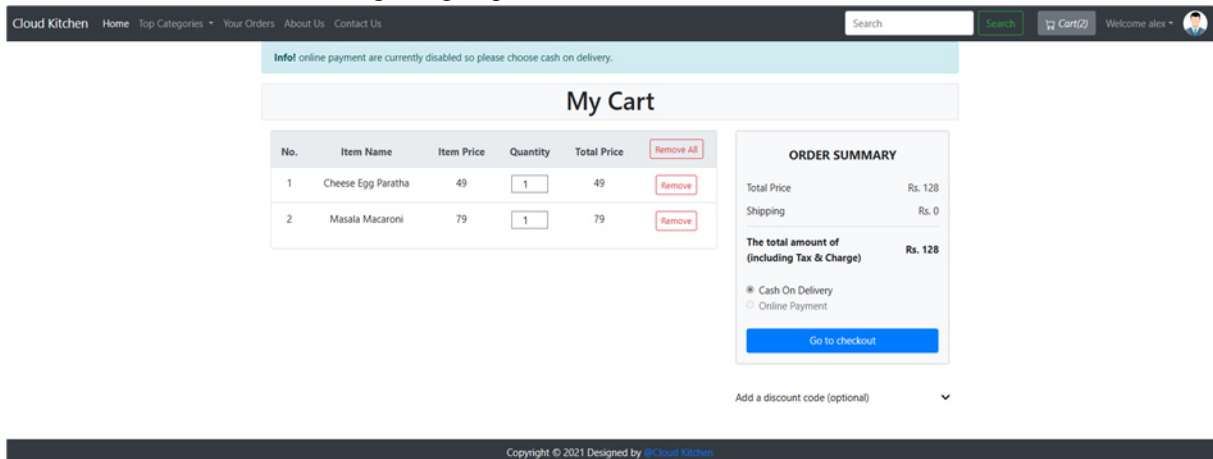 Cloud Kitchen Home Top Categories Your Orders About Us Contact Us Search Search Cart(2) Welcome alex
Info! online payment are currently disabled so please choose cash on delivery.
My Cart
No. Item Name Item Price Quantity Total Price Remove All
1 Cheese Egg Paratha 49 1 49 Remove
2 Masala Macaroni 79 1 79 Remove
ORDER SUMMARY
Total Price Rs. 128
Shipping Rs. 0
The total amount of
(including Tax & Charge) Rs. 128
Cash On Delivery
Online Payment
Go to checkout
Add a discount code (optional)
Copyright © 2021 Designed by @Cloud Kitchen